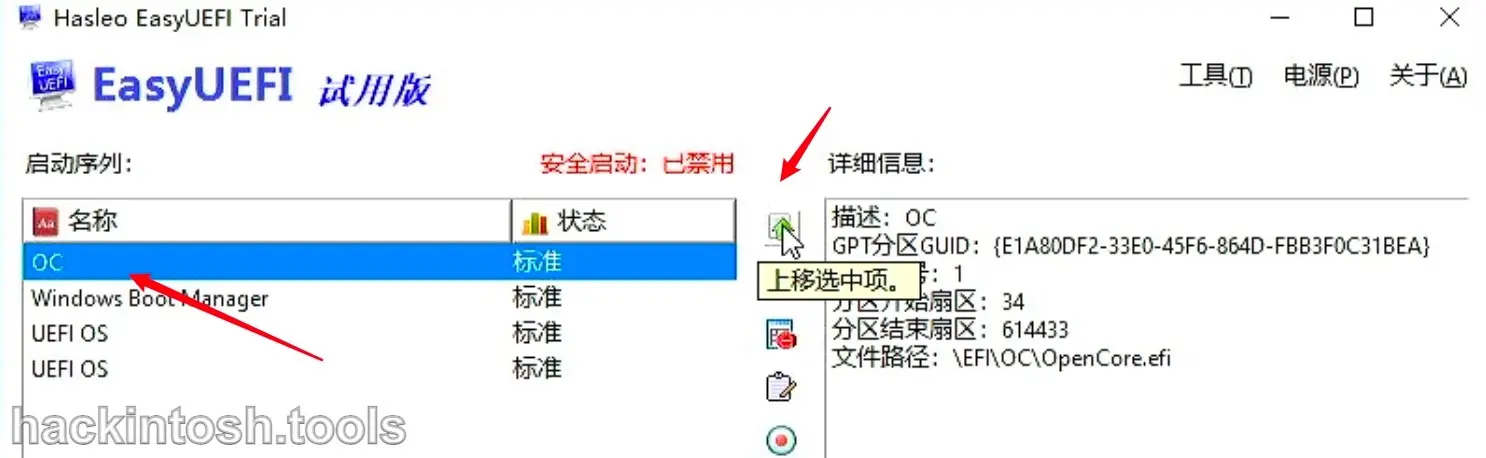 Hasleo EasyUEFI Trial
EasyUEFI 试用版
工具(T) 电源(P) 关于(A)
启动序列: 安全启动: 已禁用 详细信息:
名称 状态
OC 标准
Windows Boot Manager 标准
UEFI OS 标准
UEFI OS 标准
上移选中项。
描述: OC
GPT分区GUID: {E1A80DF2-33E0-45F6-864D-FBB3F0C31BEA}
号: 1
分区开始扇区: 34
分区结束扇区: 614433
文件路径: \EFI\OC\OpenCore.efi
hackintosh.tools